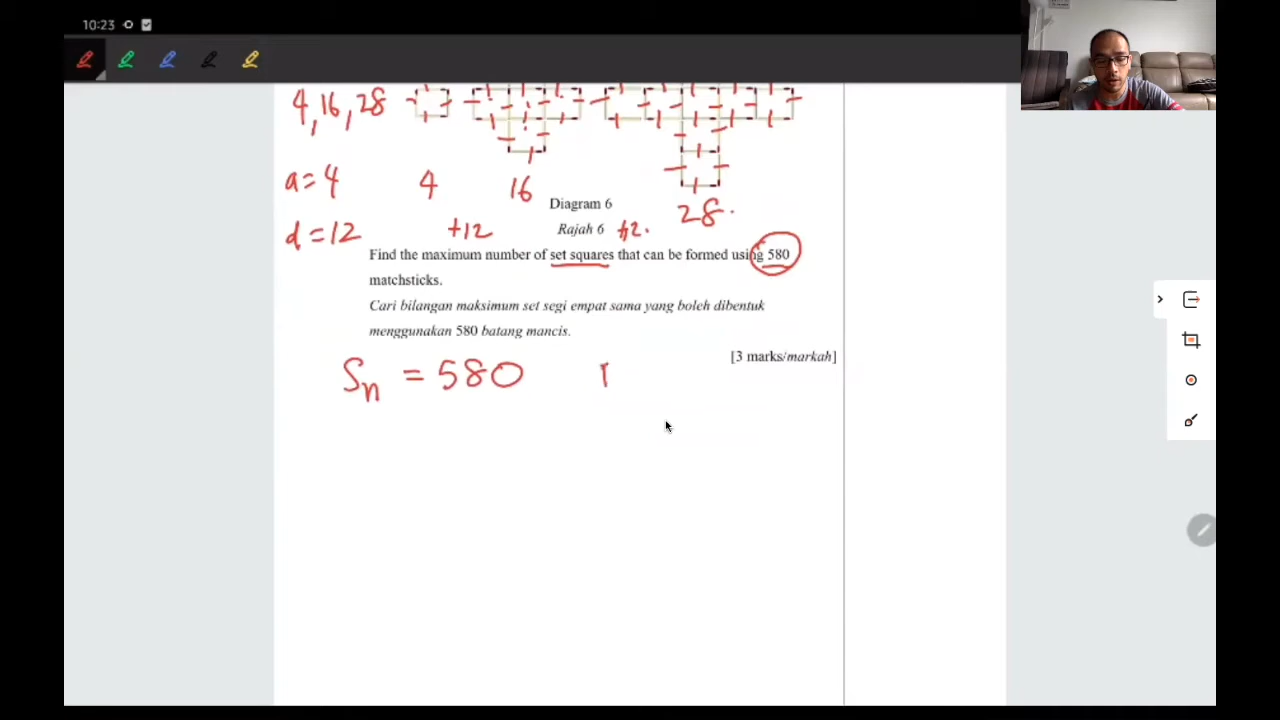 10:23
4, 16, 28
a = 4
4
16
28.
Diagram 6
d = 12
+12
Rajah 6
+12.
Find the maximum number of set squares that can be formed using 580
matchsticks.
Cari bilangan maksimum set segi empat sama yang boleh dibentuk
menggunakan 580 batang mancis.
[3 marks/markah]
Sn = 580